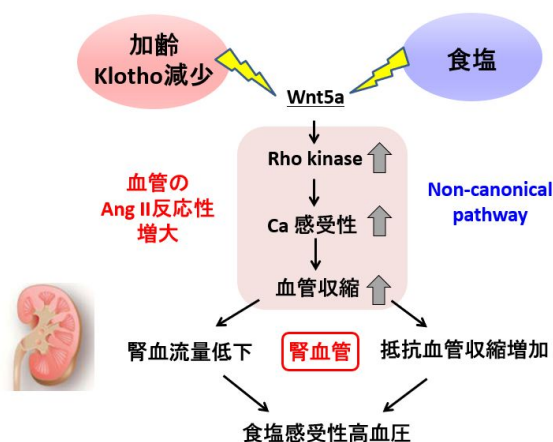 加齢
Klotho減少
食塩
Wnt5a
Rho kinase
血管の
Ang II反応性
増大
Non-canonical
pathway
Ca 感受性
血管収縮
腎血流量低下
腎血管
抵抗血管収縮増加
食塩感受性高血圧